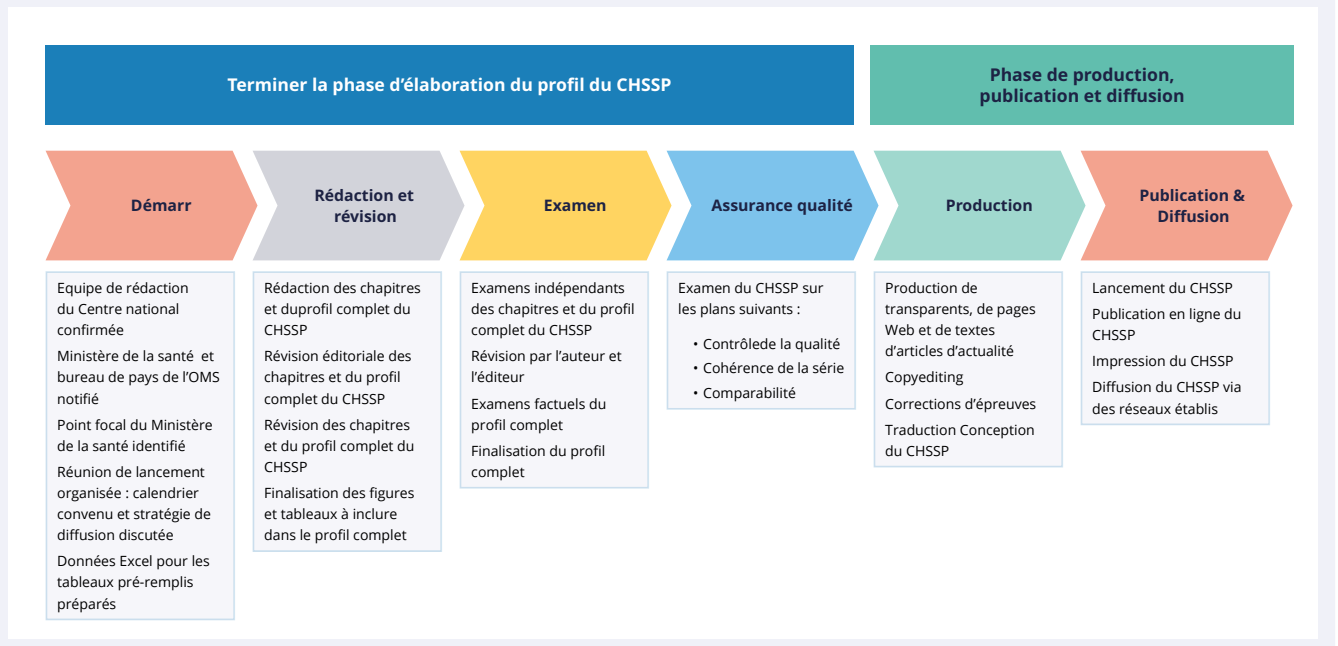 Terminer la phase d’élaboration du profil du CHSSP
Phase de production,
publication et diffusion
Démarr
Rédaction et
révision
Examen
Assurance qualité
Production
Publication &
Diffusion
Equipe de rédaction
du Centre national
confirmée
Ministère de la santé et
bureau de pays de l’OMS
notifié
Point focal du Ministère
de la santé identifié
Réunion de lancement
organisée : calendrier
convenu et stratégie de
diffusion discutée
Données Excel pour les
tableaux pré-remplis
préparés
Rédaction des chapitres
et duprofil complet du
CHSSP
Révision éditoriale des
chapitres et du profil
complet du CHSSP
Révision des chapitres
et du profil complet du
CHSSP
Finalisation des figures
et tableaux à inclure
dans le profil complet
Examens indépendants
des chapitres et du profil
complet du CHSSP
Révision par l’auteur et
l’éditeur
Examens factuels du
profil complet
Finalisation du profil
complet
Examen du CHSSP sur
les plans suivants :
• Contrôlede la qualité
• Cohérence de la série
• Comparabilité
Production de
transparents, de pages
Web et de textes
d’articles d’actualité
Copyediting
Corrections d’épreuves
Traduction Conception
du CHSSP
Lancement du CHSSP
Publication en ligne du
CHSSP
Impression du CHSSP
Diffusion du CHSSP via
des réseaux établis